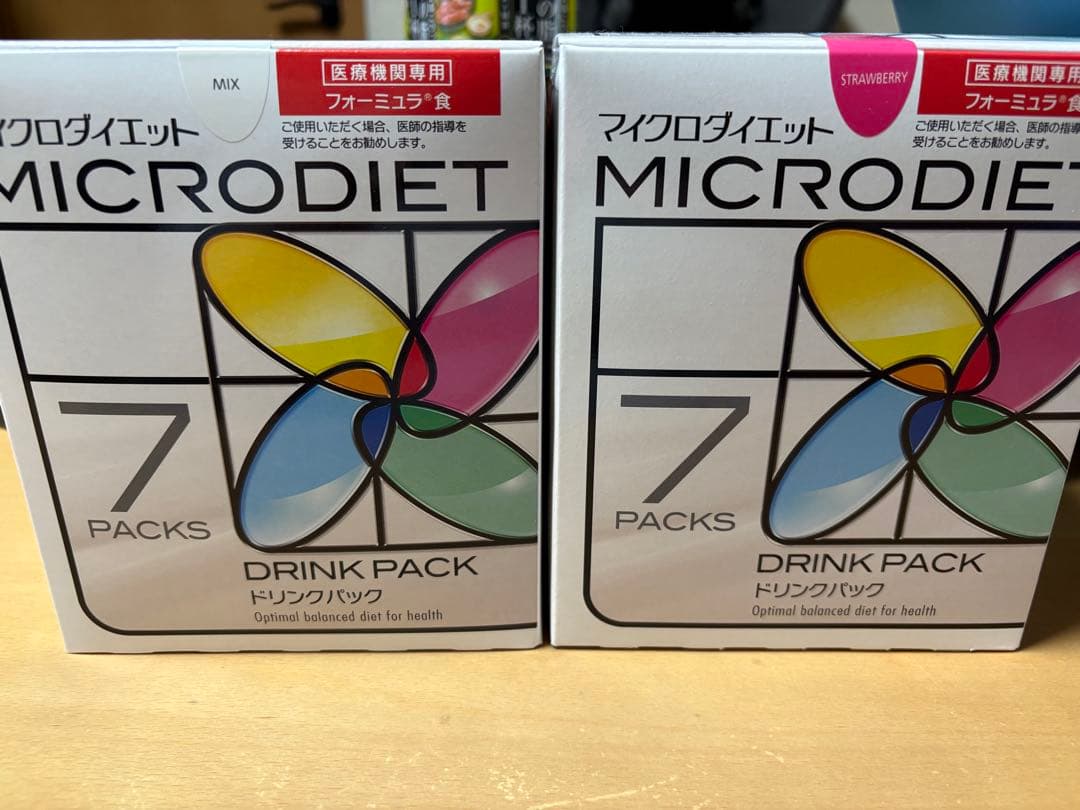 MIX
医療機関専用
フォーミュラ®食
ご使用いただく場合、医師の指導を
受けることをお勧めします。
イクロダイエット
MICRODIET
7
PACKS
DRINK PACK
ドリンクパック
Optimal balanced diet for health
STRAWBERRY
医療機関専用
フォーミュラ®食
ご使用いただく場合、医師の指導
受けることをお勧めします。
マイクロダイエット
MICRODIET
7
PACKS
DRINK PACK
ドリンクパック
Optimal balanced diet for health